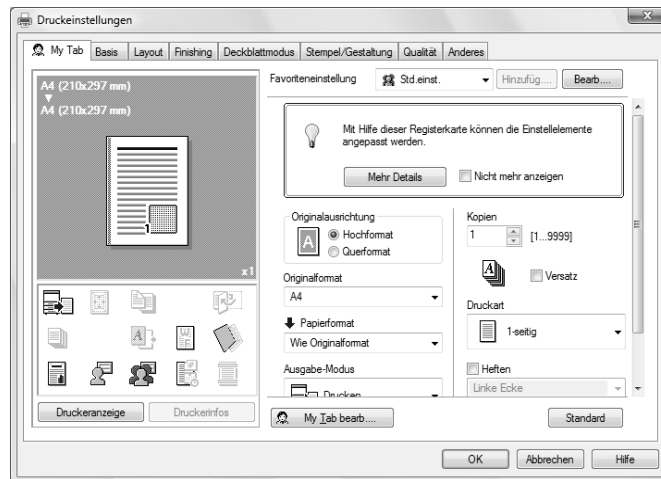 Druckeinstellungen
My Tab Basis Layout Finishing Deckblattmodus Stempel/Gestaltung Qualität Anderes
A4 (210x297 mm)
A4 (210x297 mm)
1
x1
Druckeranzeige Druckerinfos
Favoriteneinstellung Std.einst. Hinzufüg.... Bearb....
Mit Hilfe dieser Registerkarte können die Einstellelemente
angepasst werden.
Mehr Details Nicht mehr anzeigen
Originalausrichtung
A
Hochformat
Querformat
Originalformat
A4
Papierformat
Wie Originalformat
Ausgabe-Modus
Drucken
Kopien
1 [1...9999]
Versatz
Druckart
1-seitig
Heften
Linke Ecke
My Tab bearb.... Standard
OK Abbrechen Hilfe